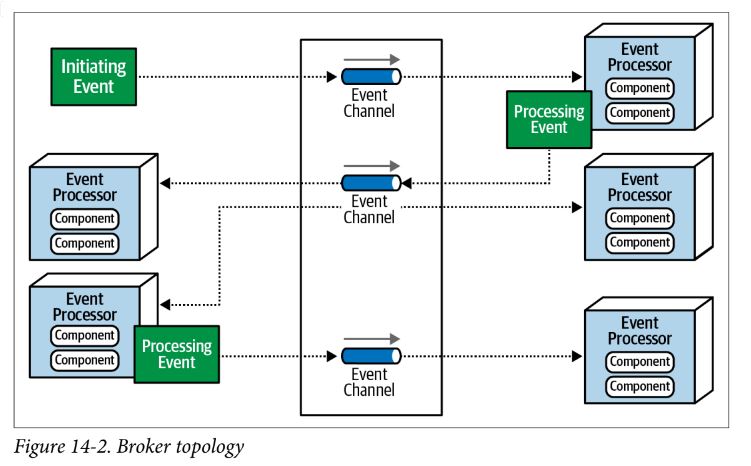 Initiating
Event
Event
Channel
Event
Processor
Component
Component
Processing
Event
Event
Processor
Component
Component
Event
Channel
Event
Processor
Component
Component
Event
Processor
Component
Component
Processing
Event
Event
Channel
Event
Processor
Component
Component
Figure 14-2. Broker topology